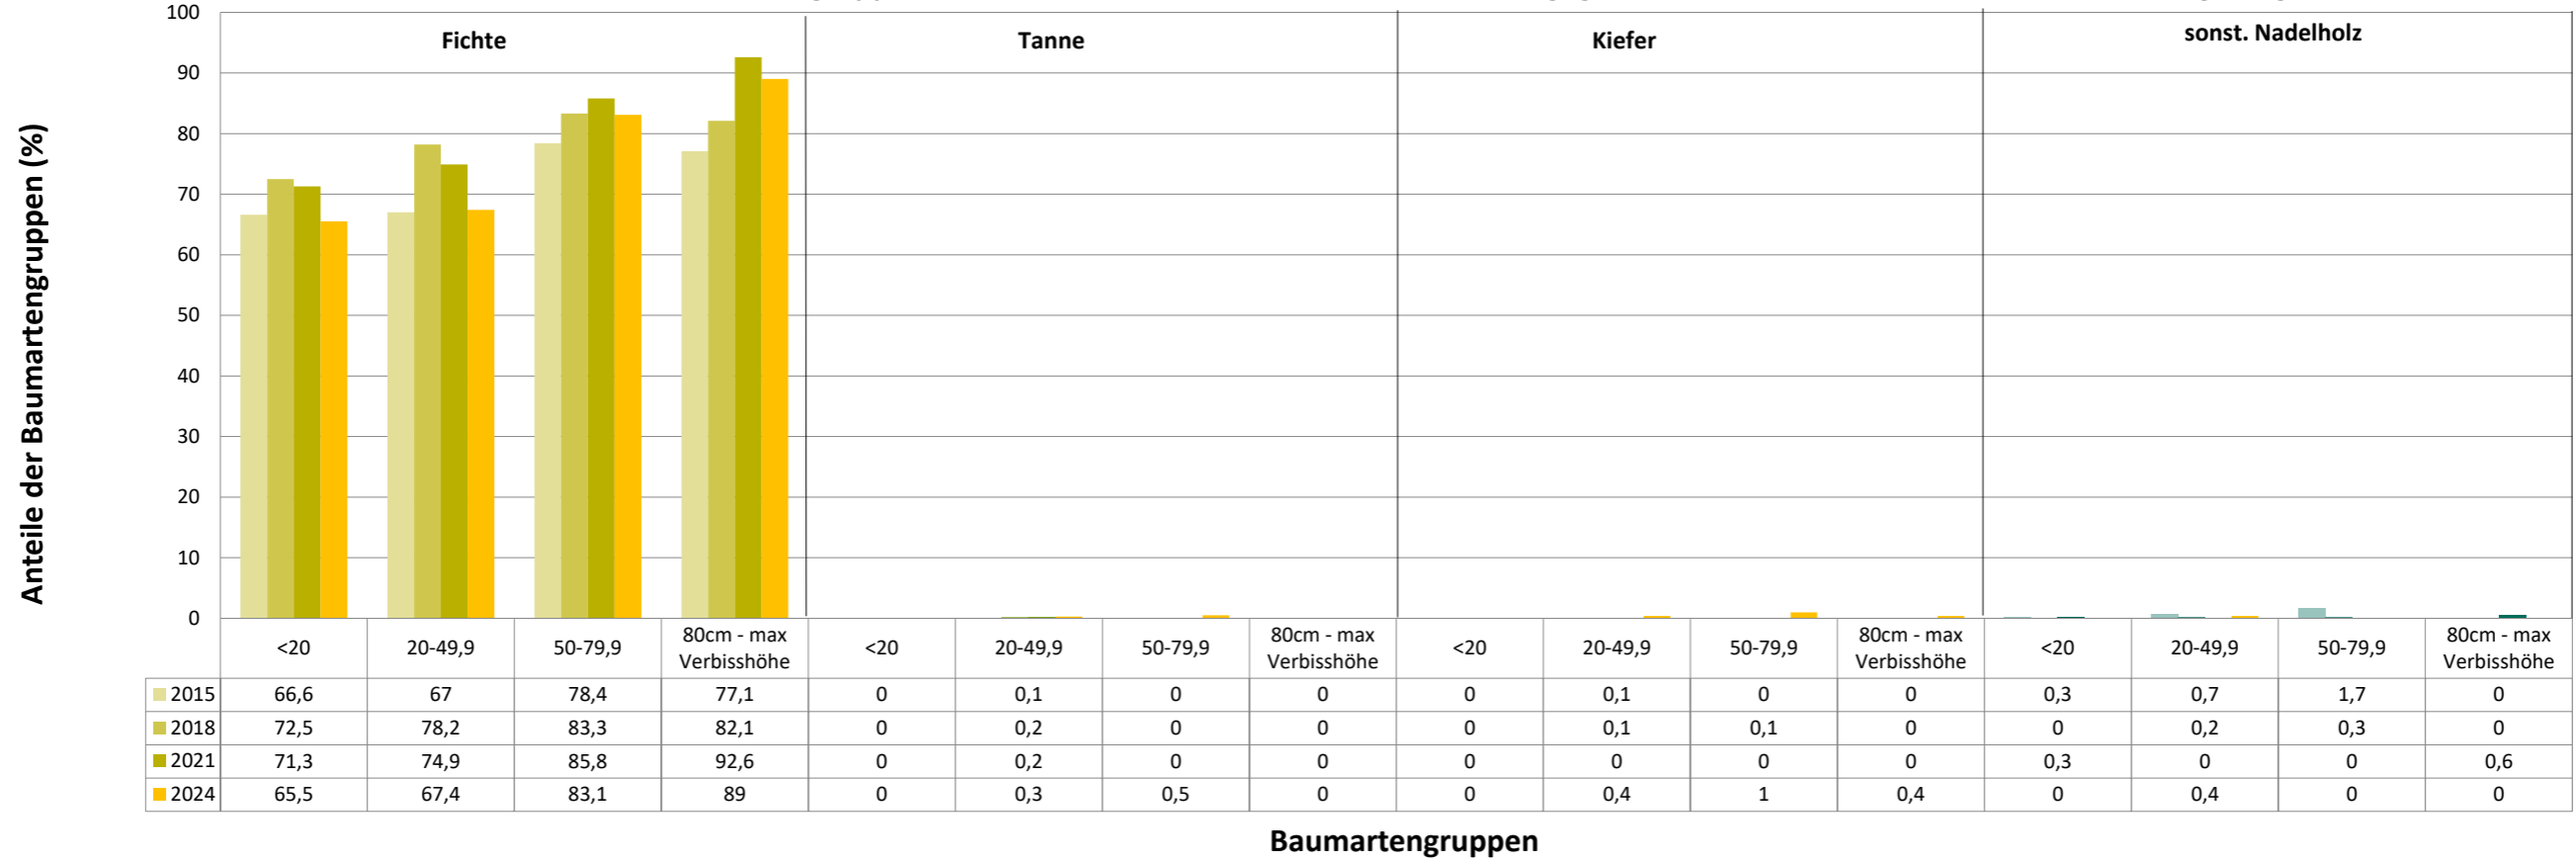 Anteile der Baumartengruppen (%)
100
90
80
70
60
50
40
30
20
10
0
Fichte Tanne Kiefer sonst. Nadelholz
<20 20-49,9 50-79,9 80cm - max Verbisshöhe <20 20-49,9 50-79,9 80cm - max Verbisshöhe <20 20-49,9 50-79,9 80cm - max Verbisshöhe <20 20-49,9 50-79,9 80cm - max Verbisshöhe
2015 66,6 67 78,4 77,1 0 0,1 0 0 0 0,1 0 0 0,3 0,7 1,7 0
2018 72,5 78,2 83,3 82,1 0 0,2 0 0 0 0,1 0,1 0 0 0,2 0,3 0
2021 71,3 74,9 85,8 92,6 0 0,2 0 0 0 0 0 0 0,3 0 0 0,6
2024 65,5 67,4 83,1 89 0 0,3 0,5 0 0 0,4 1 0,4 0 0,4 0 0
Baumartengruppen